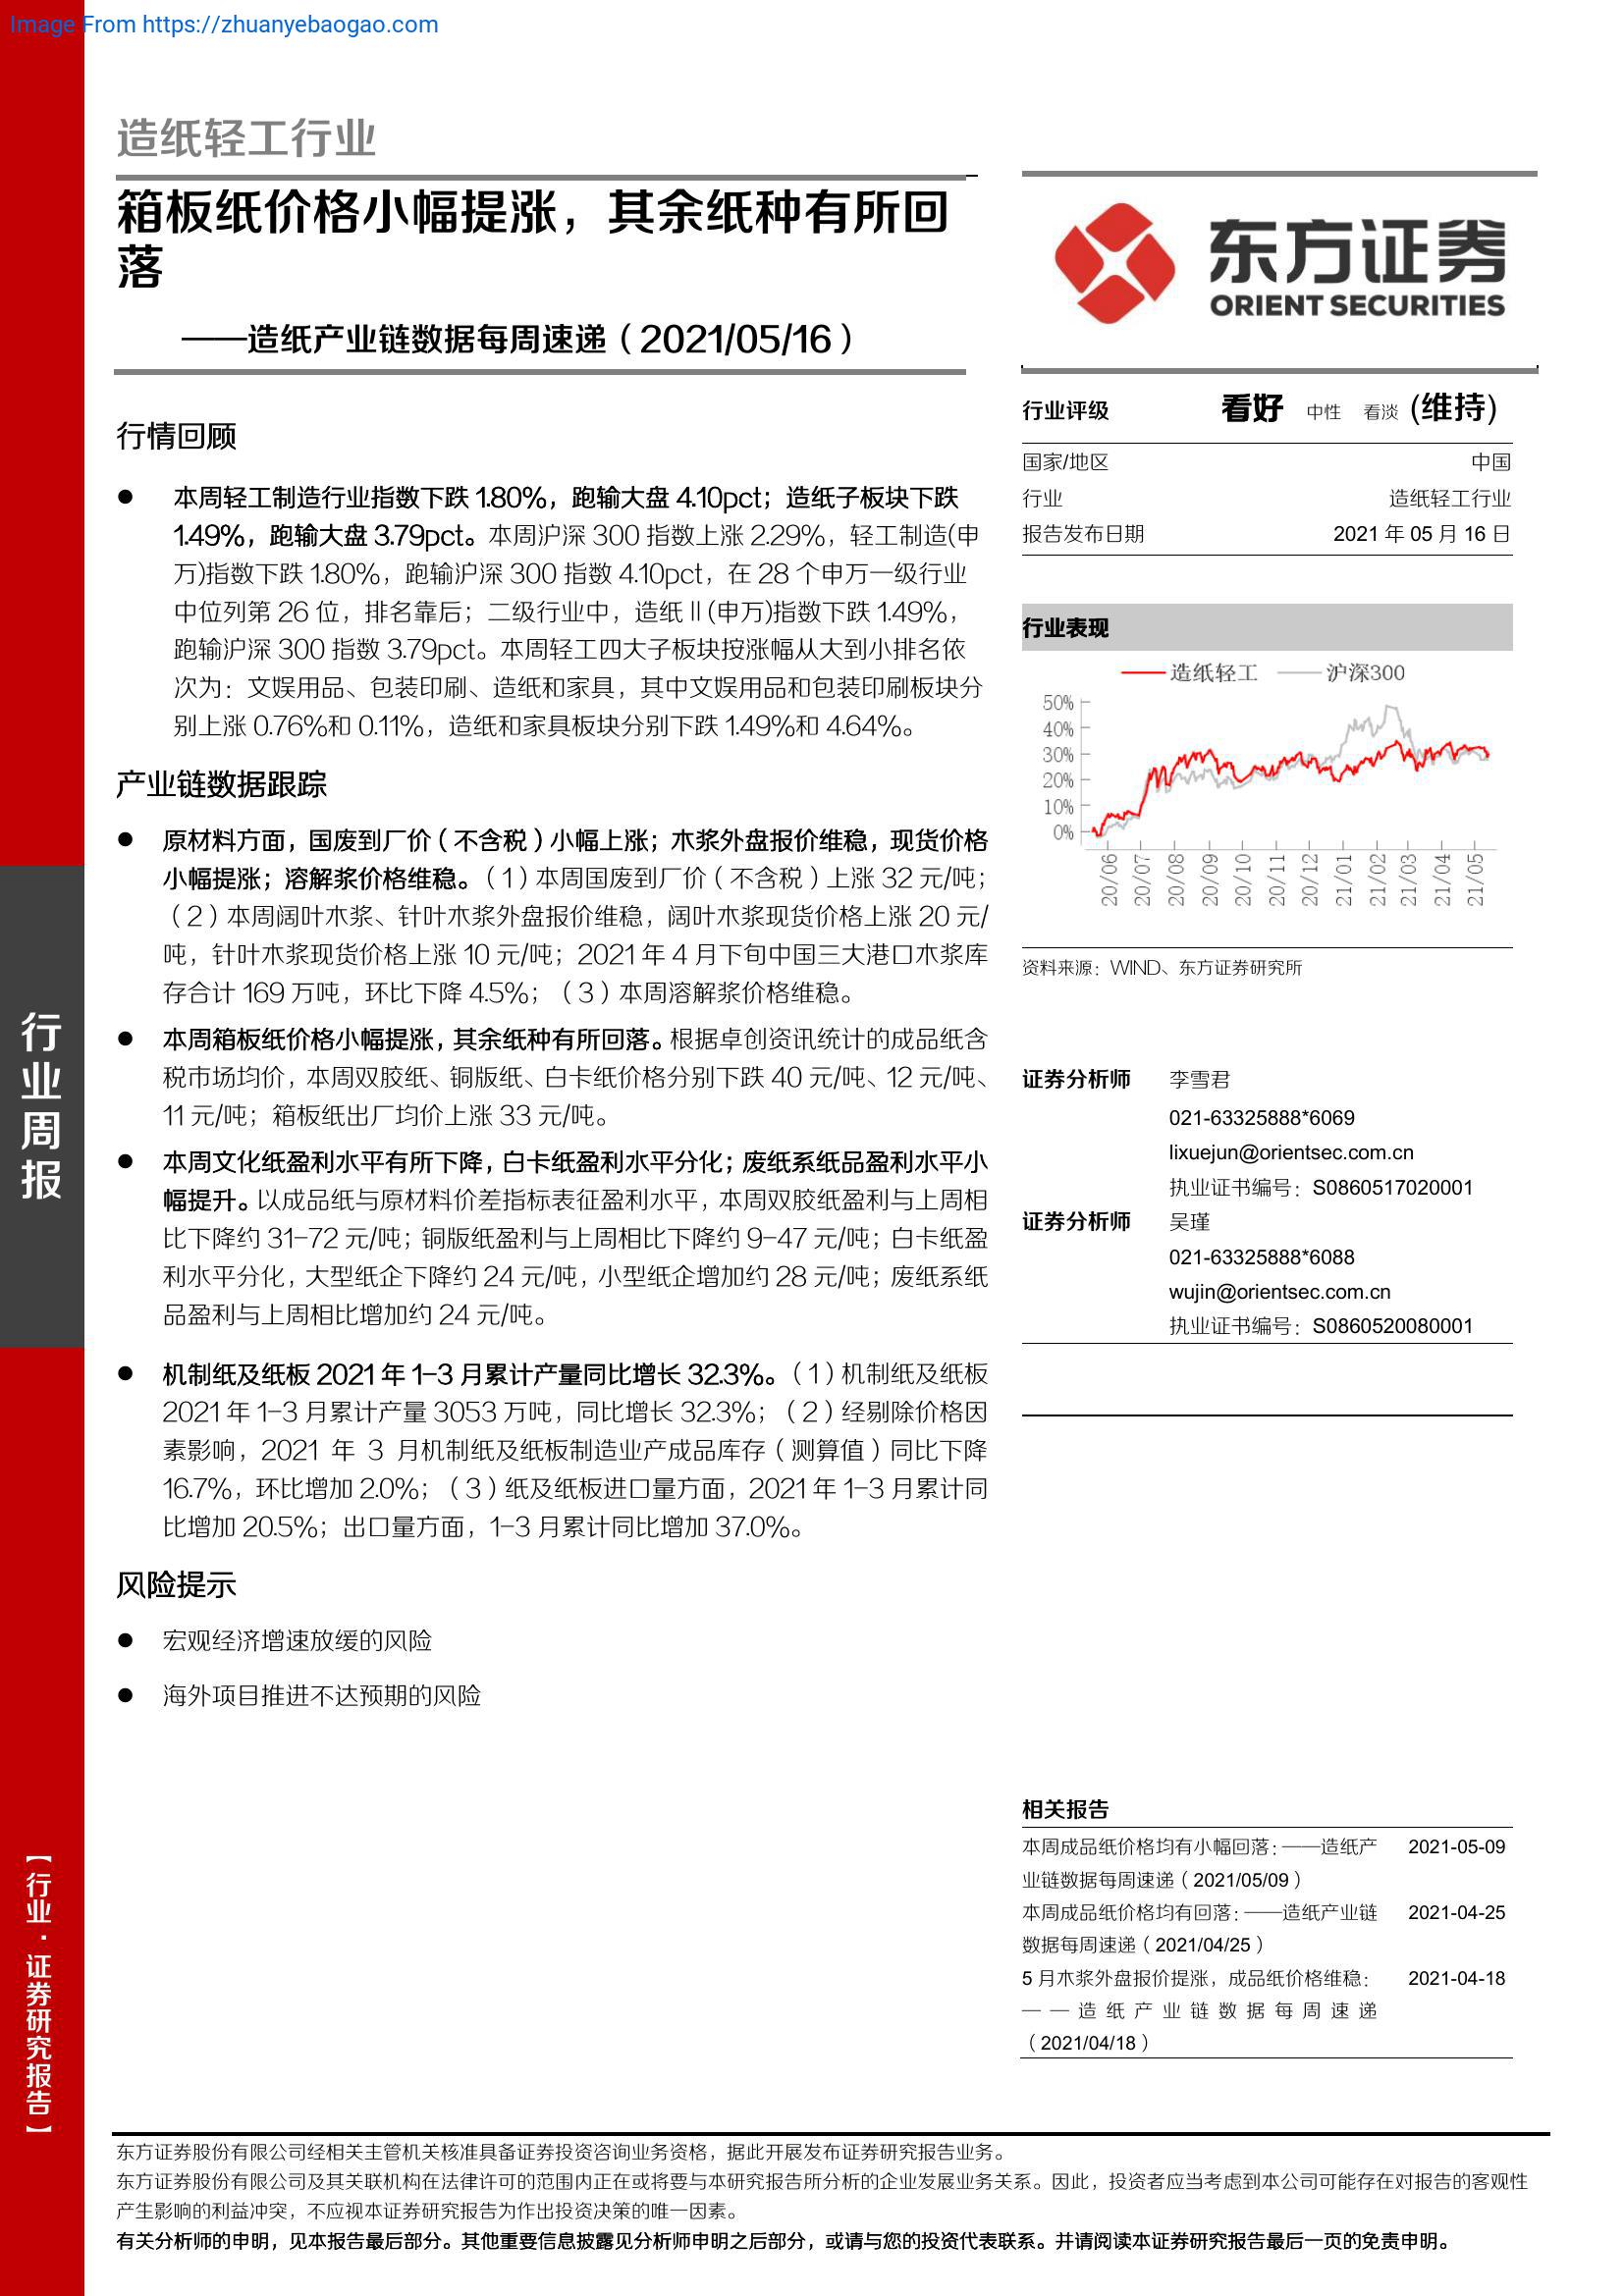 Image From https://zhuanyebaogao.com
造纸轻工行业
箱板纸价格小幅提涨，其余纸种有所回
落
——造纸产业链数据每周速递（2021/05/16）
行情回顾
● 本周轻工制造行业指数下跌 1.80%，跑输大盘 4.10pct；造纸子板块下跌
1.49%，跑输大盘 3.79pct。本周沪深 300 指数上涨 2.29%，轻工制造(申
万)指数下跌 1.80%，跑输沪深 300 指数 4.10pct，在 28 个申万一级行业
中位列第 26 位，排名靠后；二级行业中，造纸Ⅱ(申万)指数下跌 1.49%，
跑输沪深 300 指数 3.79pct。本周轻工四大子板块按涨幅从大到小排名依
次为：文娱用品、包装印刷、造纸和家具，其中文娱用品和包装印刷板块分
别上涨 0.76%和 0.11%，造纸和家具板块分别下跌 1.49%和 4.64%。
产业链数据跟踪
● 原材料方面，国废到厂价（不含税）小幅上涨；木浆外盘报价维稳，现货价格
小幅提涨；溶解浆价格维稳。（1）本周国废到厂价（不含税）上涨 32 元/吨；
（2）本周阔叶木浆、针叶木浆外盘报价维稳，阔叶木浆现货价格上涨 20 元/
吨，针叶木浆现货价格上涨 10 元/吨；2021 年 4 月下旬中国三大港口木浆库
存合计 169 万吨，环比下降 4.5%；（3）本周溶解浆价格维稳。
● 本周箱板纸价格小幅提涨，其余纸种有所回落。根据卓创资讯统计的成品纸含
税市场均价，本周双胶纸、铜版纸、白卡纸价格分别下跌 40 元/吨、12 元/吨、
11 元/吨；箱板纸出厂均价上涨 33 元/吨。
● 本周文化纸盈利水平有所下降，白卡纸盈利水平分化；废纸系纸品盈利水平小
幅提升。以成品纸与原材料价差指标表征盈利水平，本周双胶纸盈利与上周相
比下降约 31-72 元/吨；铜版纸盈利与上周相比下降约 9-47 元/吨；白卡纸盈
利水平分化，大型纸企下降约 24 元/吨，小型纸企增加约 28 元/吨；废纸系纸
品盈利与上周相比增加约 24 元/吨。
● 机制纸及纸板 2021 年 1-3 月累计产量同比增长 32.3%。（1）机制纸及纸板
2021 年 1-3 月累计产量 3053 万吨，同比增长 32.3%；（2）经剔除价格因
素影响，2021 年 3 月机制纸及纸板制造业产成品库存（测算值）同比下降
16.7%，环比增加 2.0%；（3）纸及纸板进口量方面，2021 年 1-3 月累计同
比增加 20.5%；出口量方面，1-3 月累计同比增加 37.0%。
风险提示
● 宏观经济增速放缓的风险
● 海外项目推进不达预期的风险
东方证券
ORIENT SECURITIES
行业评级 看好 中性 看淡 (维持)
国家/地区 中国
行业 造纸轻工行业
报告发布日期 2021 年 05 月 16 日
行业表现
造纸轻工 沪深300
50%
40%
30%
20%
10%
0%
20/06 20/07 20/08 20/09 20/10 20/11 20/12 21/01 21/02 21/03 21/04 21/05
资料来源：WIND、东方证券研究所
证券分析师 李雪君
021-63325888*6069
lixuejun@orientsec.com.cn
执业证书编号：S0860517020001
证券分析师 吴瑾
021-63325888*6088
wujin@orientsec.com.cn
执业证书编号：S0860520080001
相关报告
本周成品纸价格均有小幅回落：——造纸产 2021-05-09
业链数据每周速递（2021/05/09）
本周成品纸价格均有回落：——造纸产业链 2021-04-25
数据每周速递（2021/04/25）
5 月木浆外盘报价提涨，成品纸价格维稳： 2021-04-18
——造纸产业链数据每周速递
（2021/04/18）
行业周报
【行业·证券研究报告】
东方证券股份有限公司经相关主管机关核准具备证券投资咨询业务资格，据此开展发布证券研究报告业务。
东方证券股份有限公司及其关联机构在法律许可的范围内正在或将要与本研究报告所分析的企业发展业务关系。因此，投资者应当考虑到本公司可能存在对报告的客观性
产生影响的利益冲突，不应视本证券研究报告为作出投资决策的唯一因素。
有关分析师的申明，见本报告最后部分。其他重要信息披露见分析师申明之后部分，或请与您的投资代表联系。并请阅读本证券研究报告最后一页的免责申明。